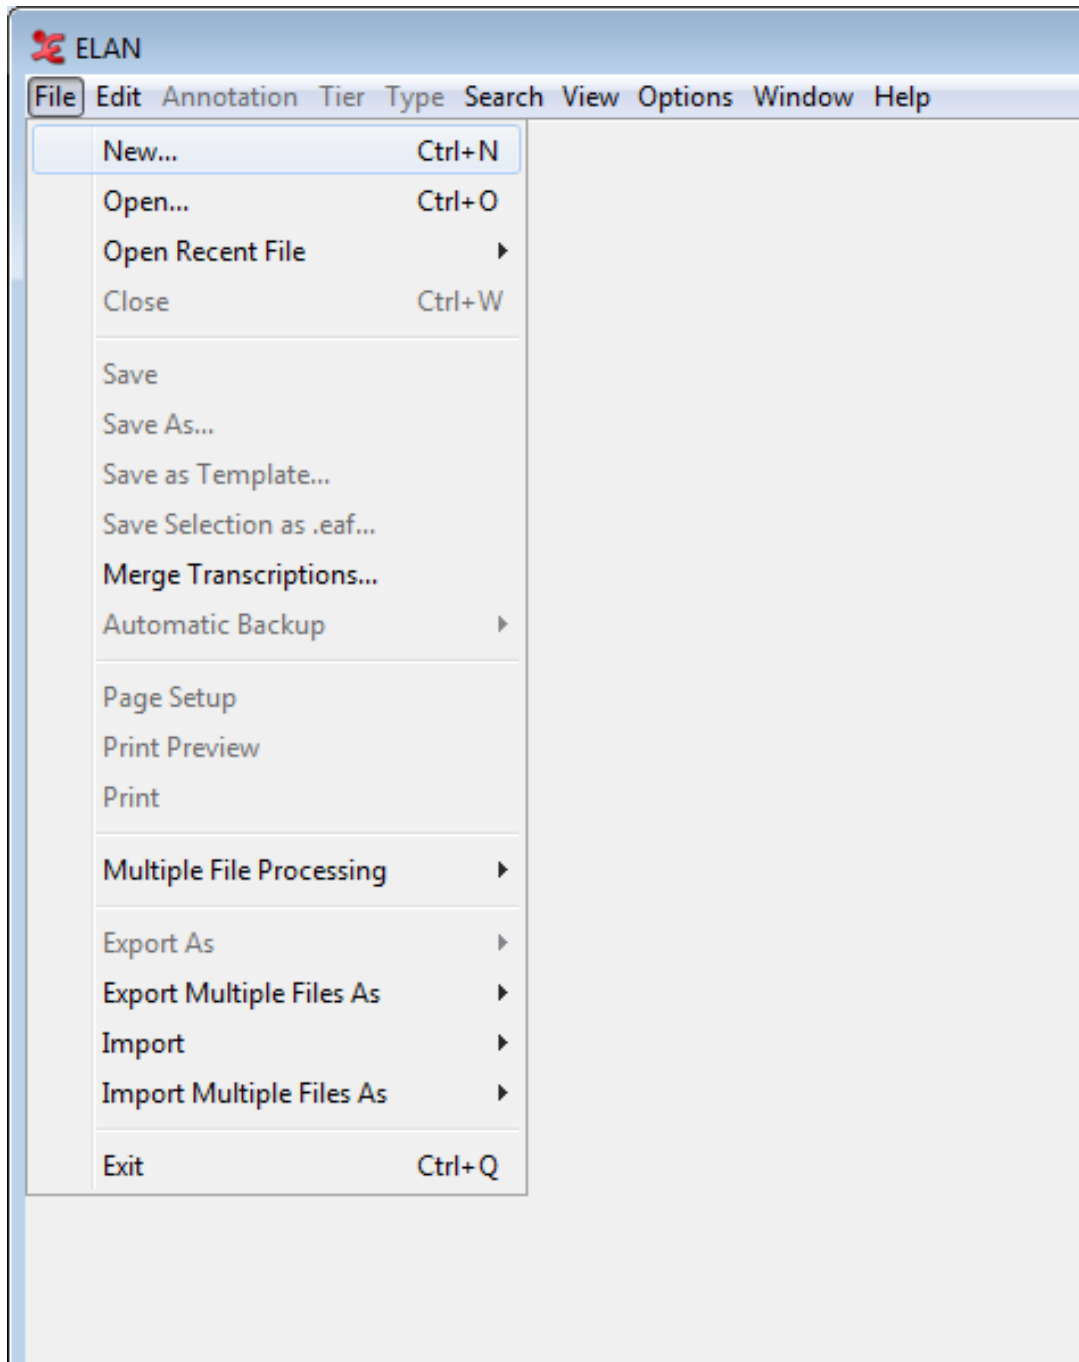 ELAN
File Edit Annotation Tier Type Search View Options Window Help
New... Ctrl+N
Open... Ctrl+O
Open Recent File
Close Ctrl+W
Save
Save As...
Save as Template...
Save Selection as .eaf...
Merge Transcriptions...
Automatic Backup
Page Setup
Print Preview
Print
Multiple File Processing
Export As
Export Multiple Files As
Import
Import Multiple Files As
Exit Ctrl+Q